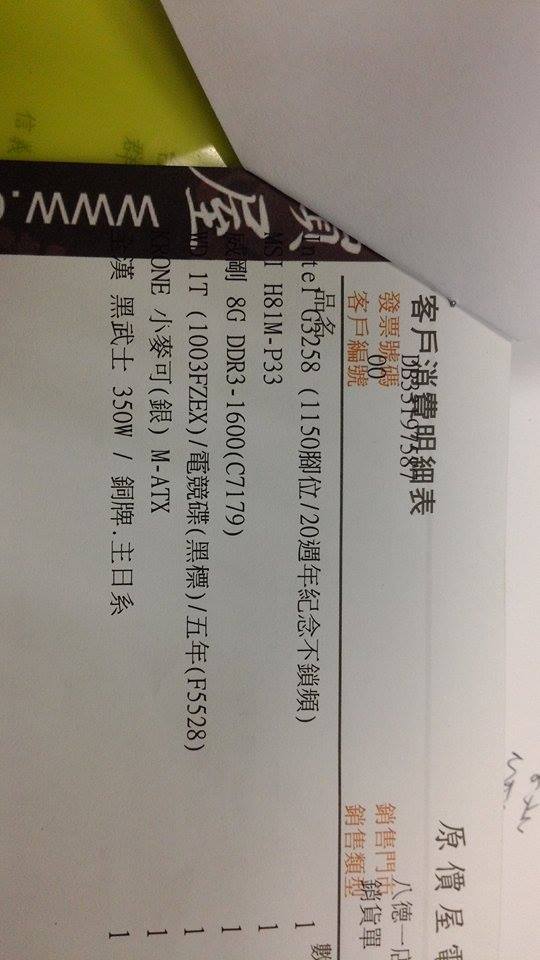 價屋
www.
客戶消費明細表
原價屋電
發票號碼
銷售門市 八德一店
客戶編號 00
銷售類型 銷貨單
品名
數
Intel G3258 (1150腳位/20週年紀念不鎖頻) 1
MSI H81M-P33 1
威剛 8G DDR3-1600(C7179) 1
WD 1T (1003FZEX)/電競碟(黑標)/五年(F5528) 1
小麥可(銀) M-ATX 1
全漢 黑武士 350W / 銅牌.主日系 1
信義